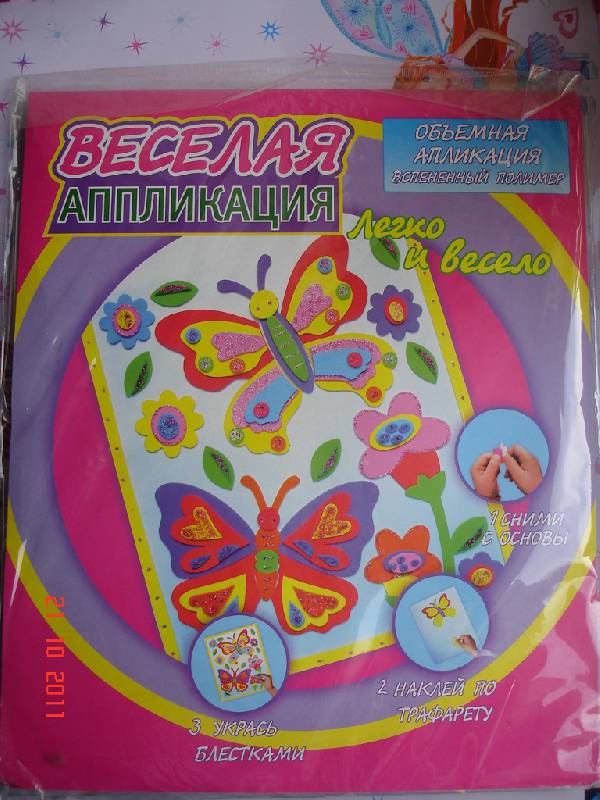 ВЕСЕЛАЯ
АППЛИКАЦИЯ
ОБЪЕМНАЯ
АПЛИКАЦИЯ
ВСПЕНЕННЫЙ ПОЛИМЕР
Легко
и весело
1 СНИМИ
С ОСНОВЫ
2 НАКЛЕЙ ПО
ТРАФАРЕТУ
3 УКРАСЬ
БЛЕСТКАМИ
21 10 2011